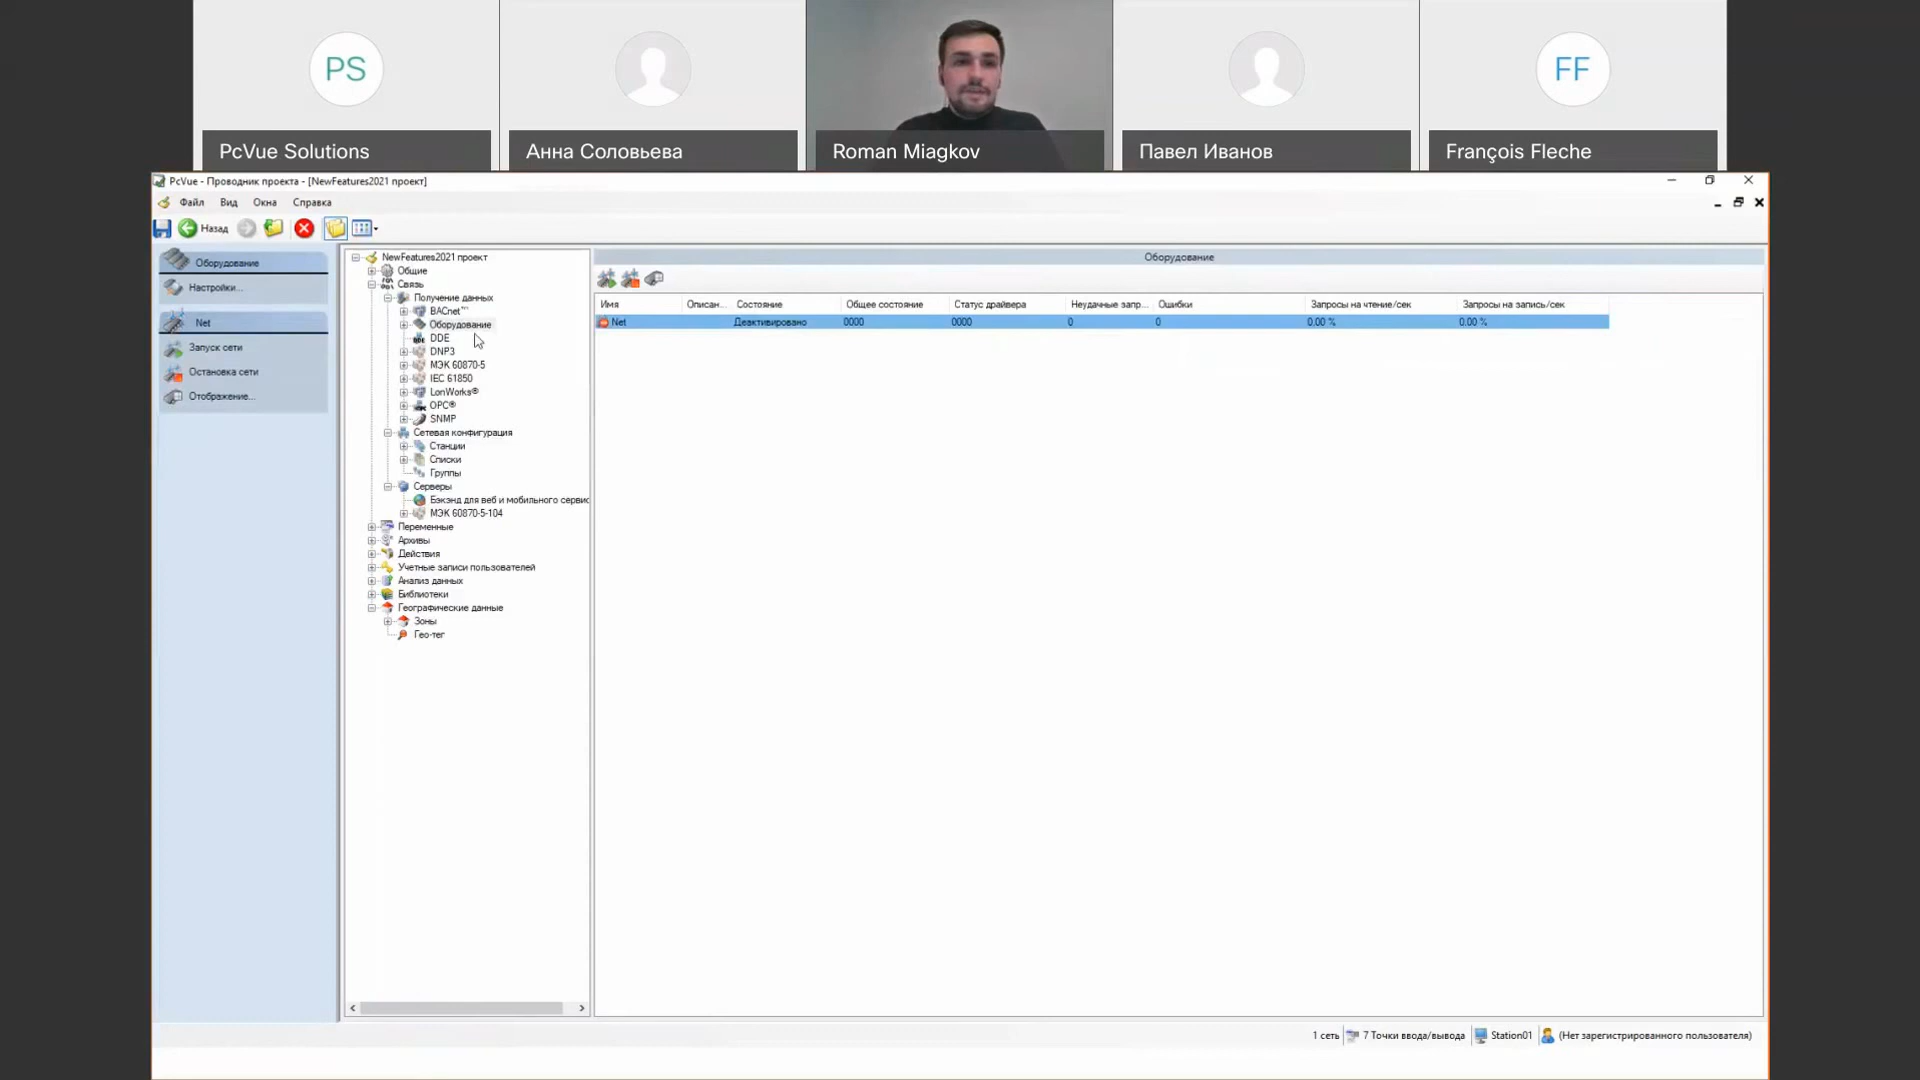 PS
FF
PcVue Solutions
Анна Соловьева
Roman Miagkov
Павел Иванов
François Fleche
PcVue - Проводник проекта - [NewFeatures2021 проект]
Файл Вид Окна Справка
Назад
Оборудование
Настройки...
Net
Запуск сети
Остановка сети
Отображение...
NewFeatures2021 проект
Общие
Связь
Получение данных
BACnet™
Оборудование
DDE
DNP3
МЭК 60870-5
IEC 61850
LonWorks®
OPC®
SNMP
Сетевая конфигурация
Станции
Списки
Группы
Серверы
Бэкэнд для веб и мобильного сервис
МЭК 60870-5-104
Переменные
Архивы
Действия
Учетные записи пользователей
Анализ данных
Библиотеки
Географические данные
Зоны
Гео-тег
Оборудование
Имя Описан... Состояние Общее состояние Статус драйвера Неудачные запр... Ошибки Запросы на чтение/сек Запросы на запись/сек
Net Деактивировано 0000 0000 0 0 0.00 % 0.00 %
1 сеть 7 Точки ввода/вывода Station01 (Нет зарегистрированного пользователя)